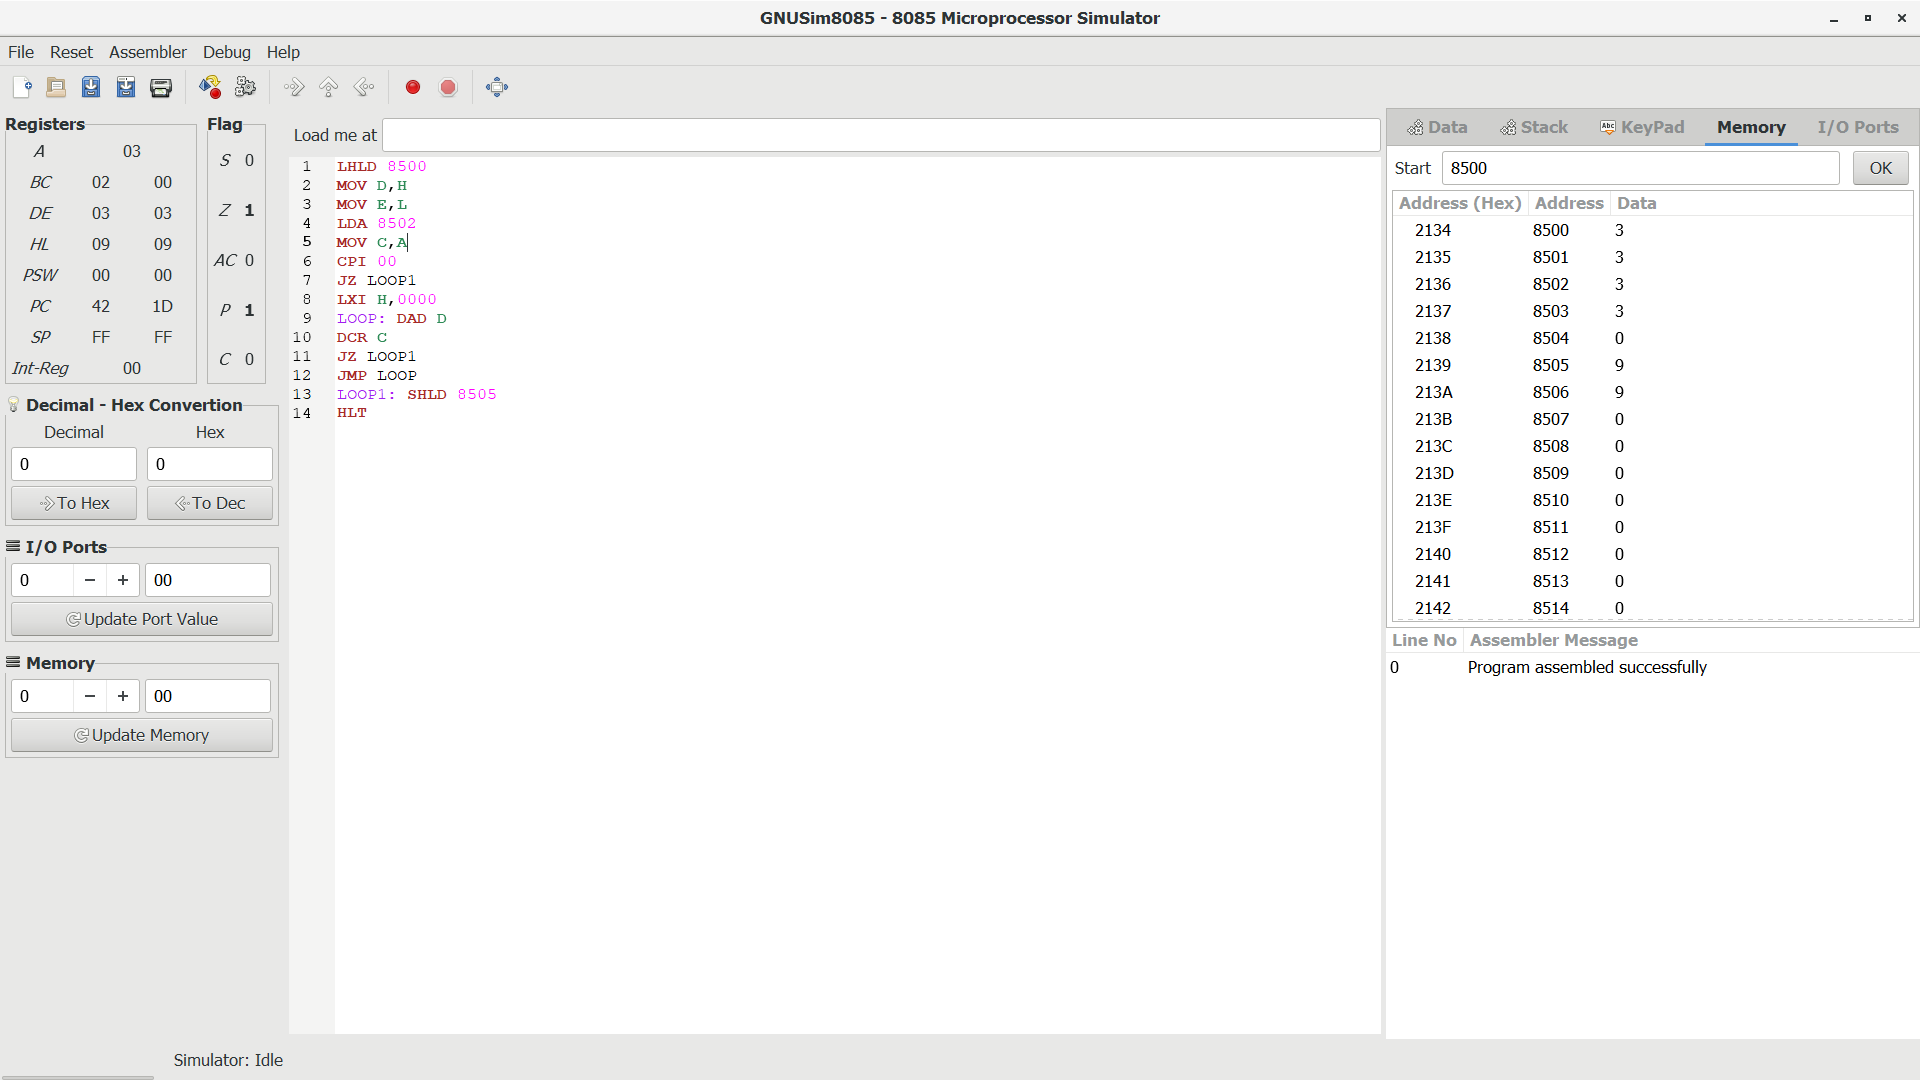 GNUSim8085 - 8085 Microprocessor Simulator
File Reset Assembler Debug Help
Registers
A 03
BC 02 00
DE 03 03
HL 09 09
PSW 00 00
PC 42 1D
SP FF FF
Int-Reg 00
Flag
S 0
Z 1
AC 0
P 1
C 0
Decimal - Hex Convertion
Decimal Hex
0 0
To Hex To Dec
I/O Ports
0 − + 00
Update Port Value
Memory
0 − + 00
Update Memory
Load me at
1 LHLD 8500
2 MOV D,H
3 MOV E,L
4 LDA 8502
5 MOV C,A
6 CPI 00
7 JZ LOOP1
8 LXI H,0000
9 LOOP: DAD D
10 DCR C
11 JZ LOOP1
12 JMP LOOP
13 LOOP1: SHLD 8505
14 HLT
Data Stack Abc KeyPad Memory I/O Ports
Start 8500 OK
Address (Hex) Address Data
2134 8500 3
2135 8501 3
2136 8502 3
2137 8503 3
2138 8504 0
2139 8505 9
213A 8506 9
213B 8507 0
213C 8508 0
213D 8509 0
213E 8510 0
213F 8511 0
2140 8512 0
2141 8513 0
2142 8514 0
Line No Assembler Message
0 Program assembled successfully
Simulator: Idle